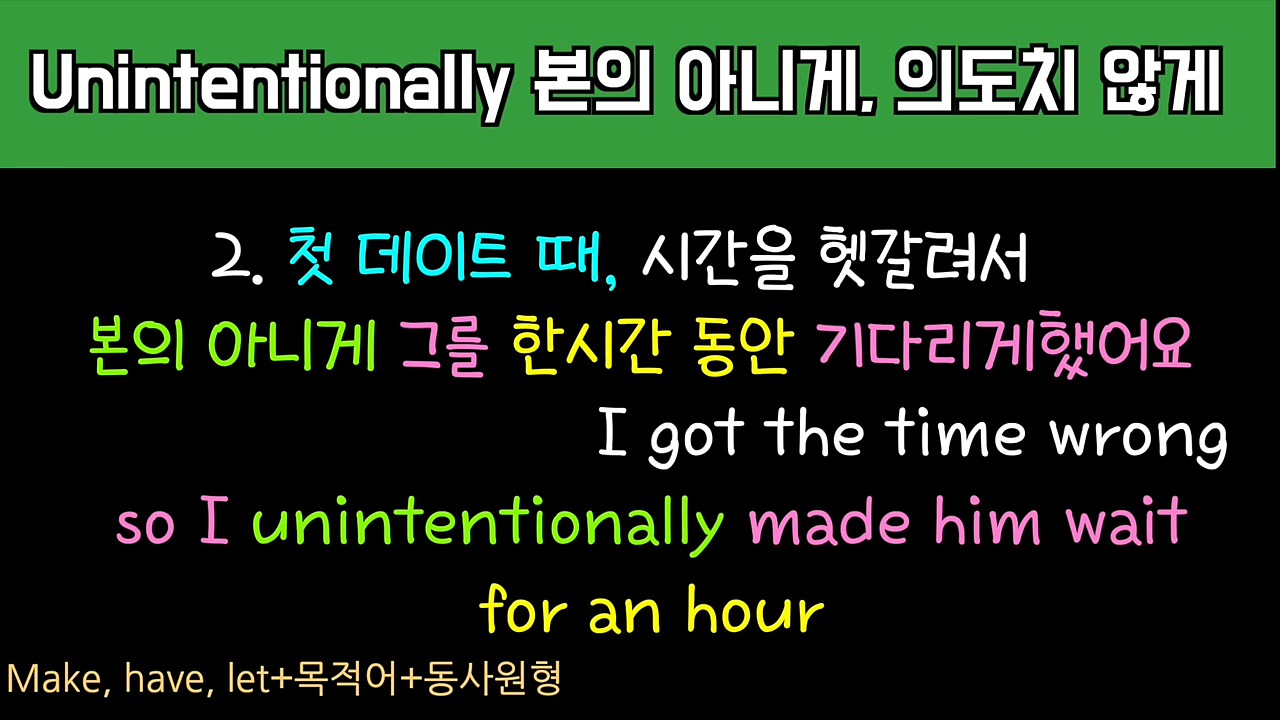 Unintentionally 본의 아니게, 의도치 않게
2. 첫 데이트 때, 시간을 헷갈려서
본의 아니게 그를 한시간 동안 기다리게했어요
I got the time wrong
so I unintentionally made him wait
for an hour
Make, have, let+목적어+동사원형